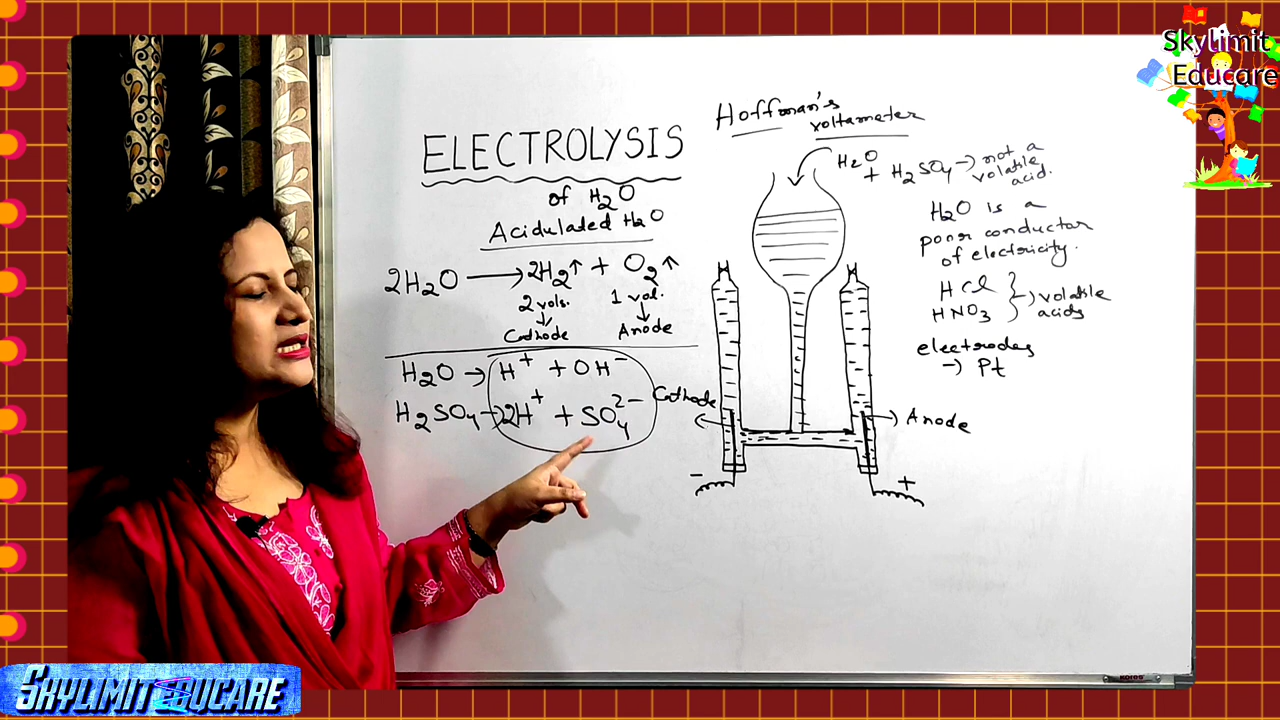 Skylimit
Educare
Hoffman's
voltameter
ELECTROLYSIS
of H₂O
Acidulated H₂O
2H₂O → 2H₂↑ + O₂↑
2 vols. 1 vol.
↓ ↓
Cathode Anode
H₂O → H⁺ + OH⁻
H₂SO₄ → 2H⁺ + SO₄²⁻
H₂O
+ H₂SO₄ → not a
volatile
acid.
H₂O is a
poor conductor
of electricity.
HCl
HNO₃ } → volatile
acids
electrodes
→ Pt
Cathode
Anode
-
+
KORES
SKYLIMIT EDUCARE